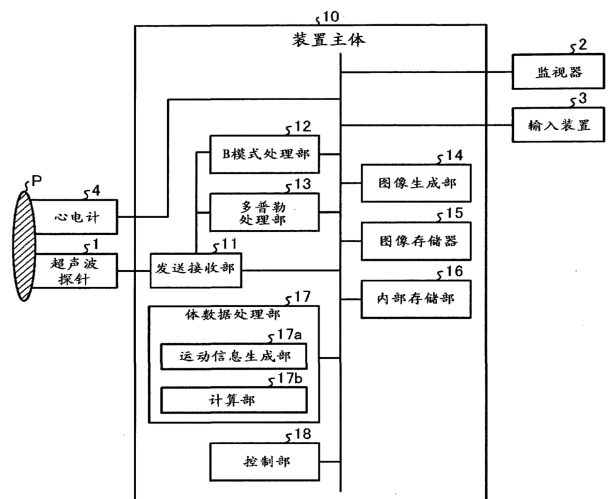 10
装置主体
2
监视器
3
输入装置
12
B模式处理部
13
多普勒
处理部
14
图像生成部
15
图像存储器
16
内部存储部
P
4
心电计
1
超声波
探针
11
发送接收部
17
体数据处理部
17a
运动信息生成部
17b
计算部
18
控制部